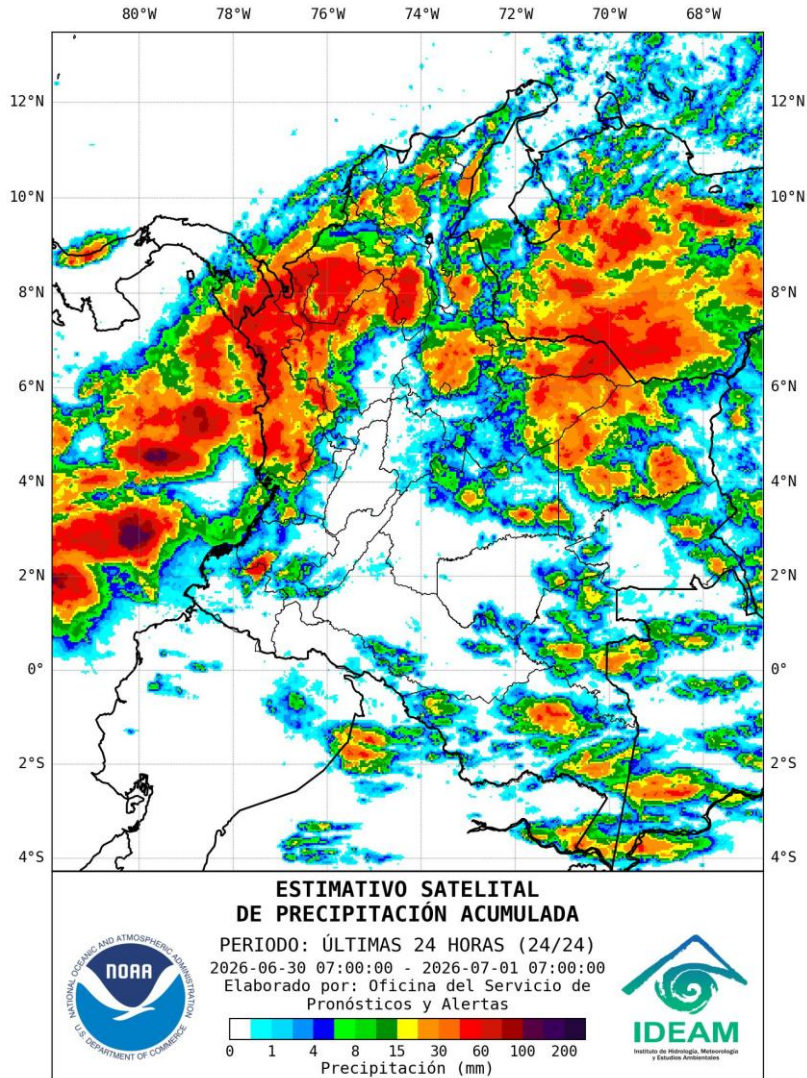 80°W 78°W 76°W 74°W 72°W 70°W 68°W
12°N 12°N
10°N 10°N
8°N 8°N
6°N 6°N
4°N 4°N
2°N 2°N
0° 0°
2°S 2°S
4°S 4°S
ESTIMATIVO SATELITAL
DE PRECIPITACIÓN ACUMULADA
PERIODO: ÚLTIMAS 24 HORAS (24/24)
2026-06-30 07:00:00 - 2026-07-01 07:00:00
Elaborado por: Oficina del Servicio de
Pronósticos y Alertas
0 1 4 8 15 30 60 100 200
Precipitación (mm)
NATIONAL OCEANIC AND ATMOSPHERIC ADMINISTRATION
NOAA
U.S. DEPARTMENT OF COMMERCE
IDEAM
Instituto de Hidrología, Meteorología
y Estudios Ambientales